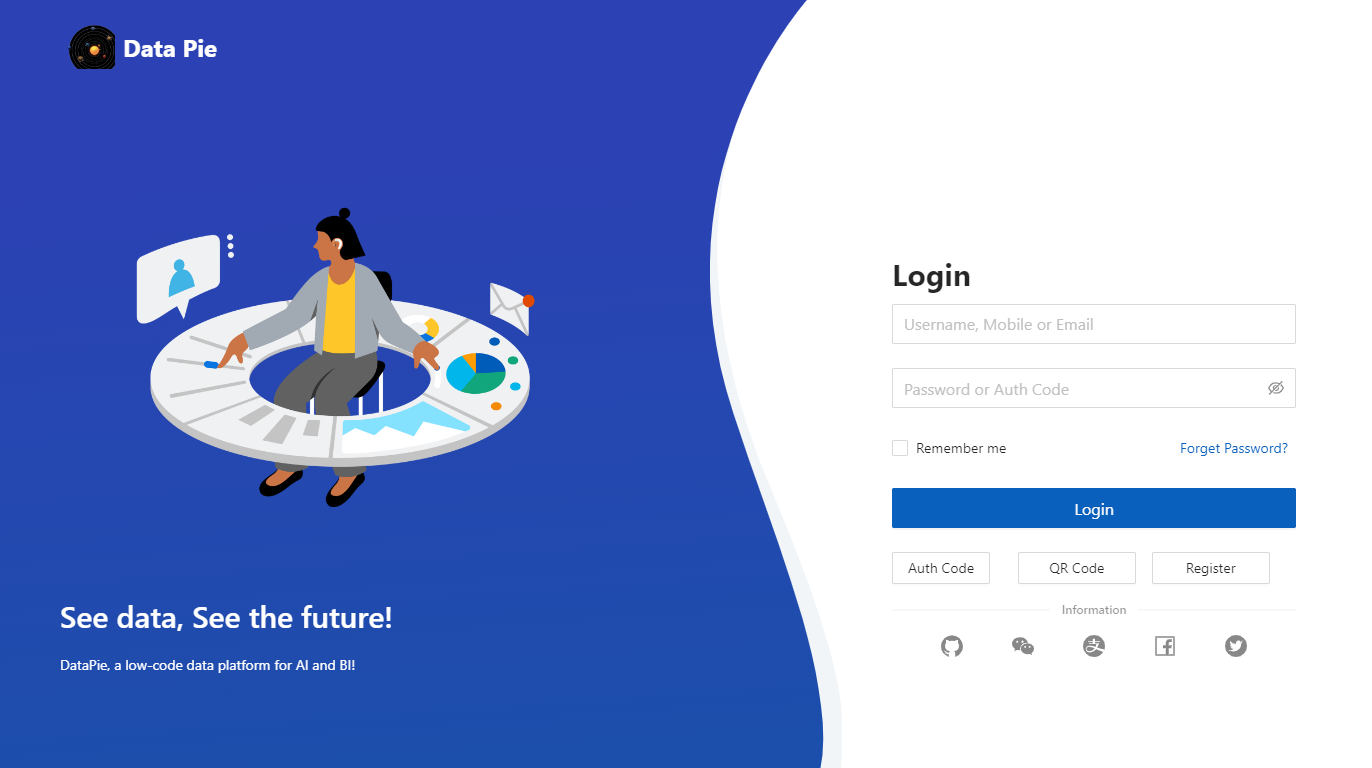 Data Pie
See data, See the future!
DataPie, a low-code data platform for AI and BI!
Login
Username, Mobile or Email
Password or Auth Code
Remember me
Forget Password?
Login
Auth Code
QR Code
Register
Information
支